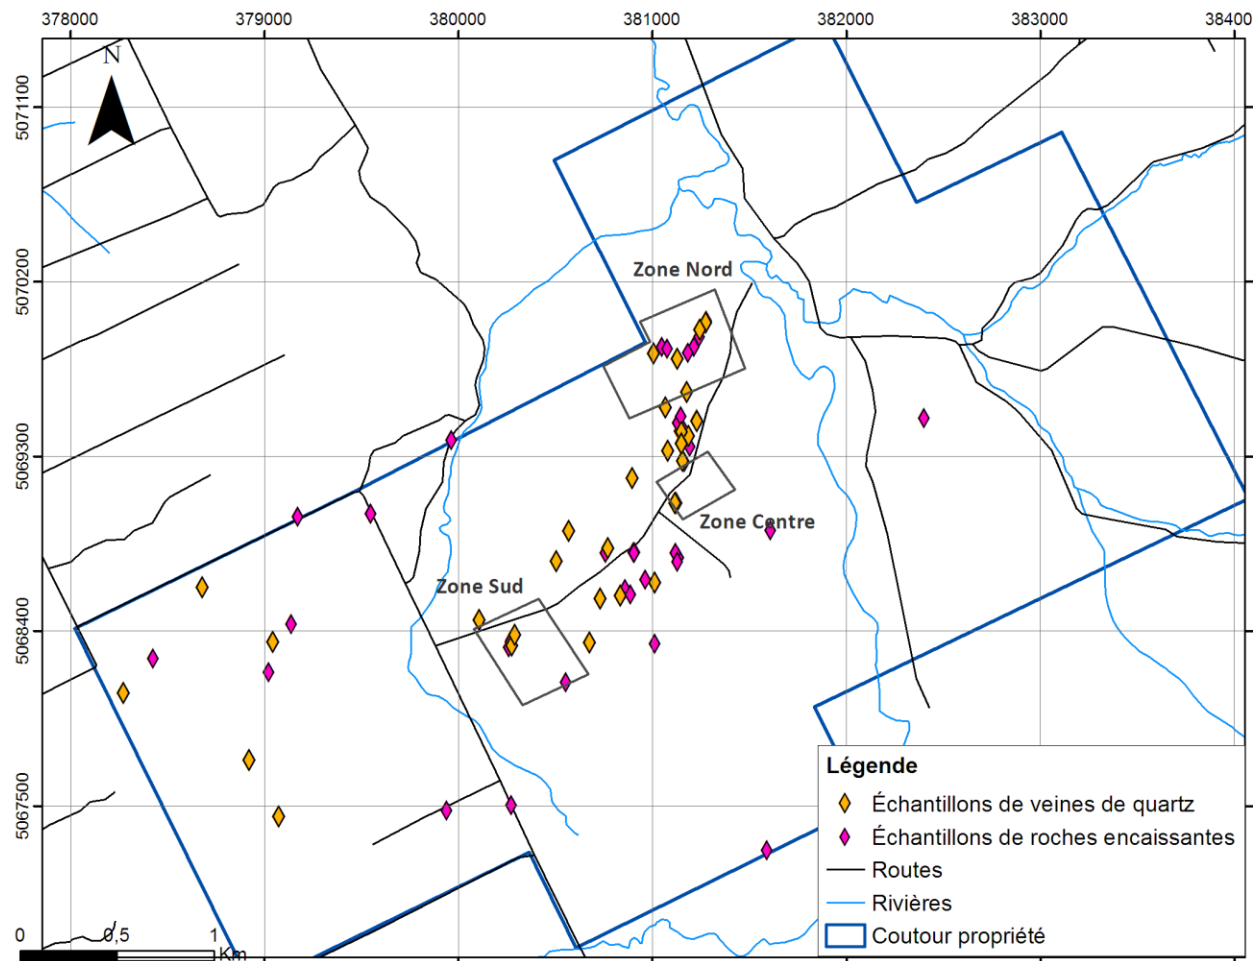 378000 379000 380000 381000 382000 383000 38400
N
5071100
5070200
5069300
5068400
5067500
Zone Nord
Zone Centre
Zone Sud
Légende
Échantillons de veines de quartz
Échantillons de roches encaissantes
Routes
Rivières
Coutour propriété
0 0,5 1
Km